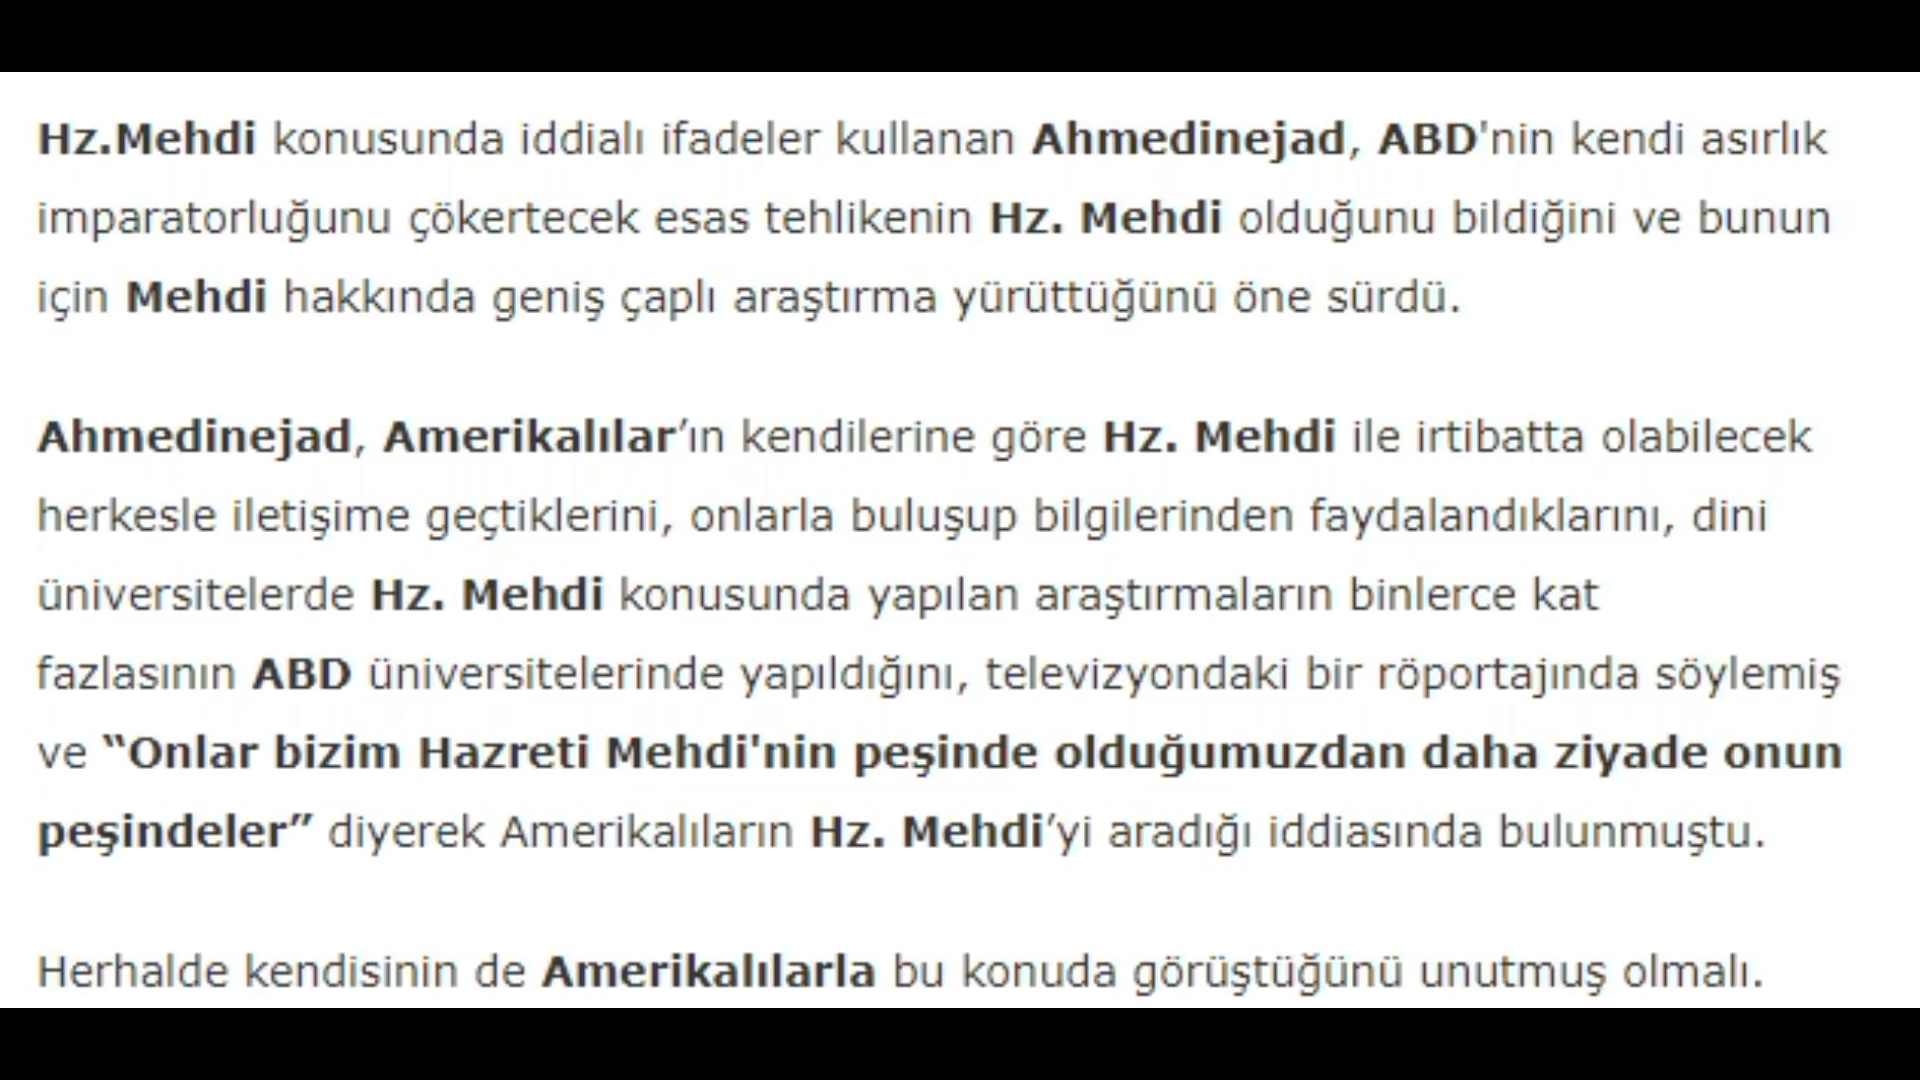 Hz.Mehdi konusunda iddialı ifadeler kullanan Ahmedinejad, ABD'nin kendi asırlık
imparatorluğunu çökertecek esas tehlikenin Hz. Mehdi olduğunu bildiğini ve bunun
için Mehdi hakkında geniş çaplı araştırma yürüttüğünü öne sürdü.
Ahmedinejad, Amerikalılar’ın kendilerine göre Hz. Mehdi ile irtibatta olabilecek
herkesle iletişime geçtiklerini, onlarla buluşup bilgilerinden faydalandıklarını, dini
üniversitelerde Hz. Mehdi konusunda yapılan araştırmaların binlerce kat
fazlasının ABD üniversitelerinde yapıldığını, televizyondaki bir röportajında söylemiş
ve “Onlar bizim Hazreti Mehdi'nin peşinde olduğumuzdan daha ziyade onun
peşindeler” diyerek Amerikalıların Hz. Mehdi’yi aradığı iddiasında bulunmuştu.
Herhalde kendisinin de Amerikalılarla bu konuda görüştüğünü unutmuş olmalı.